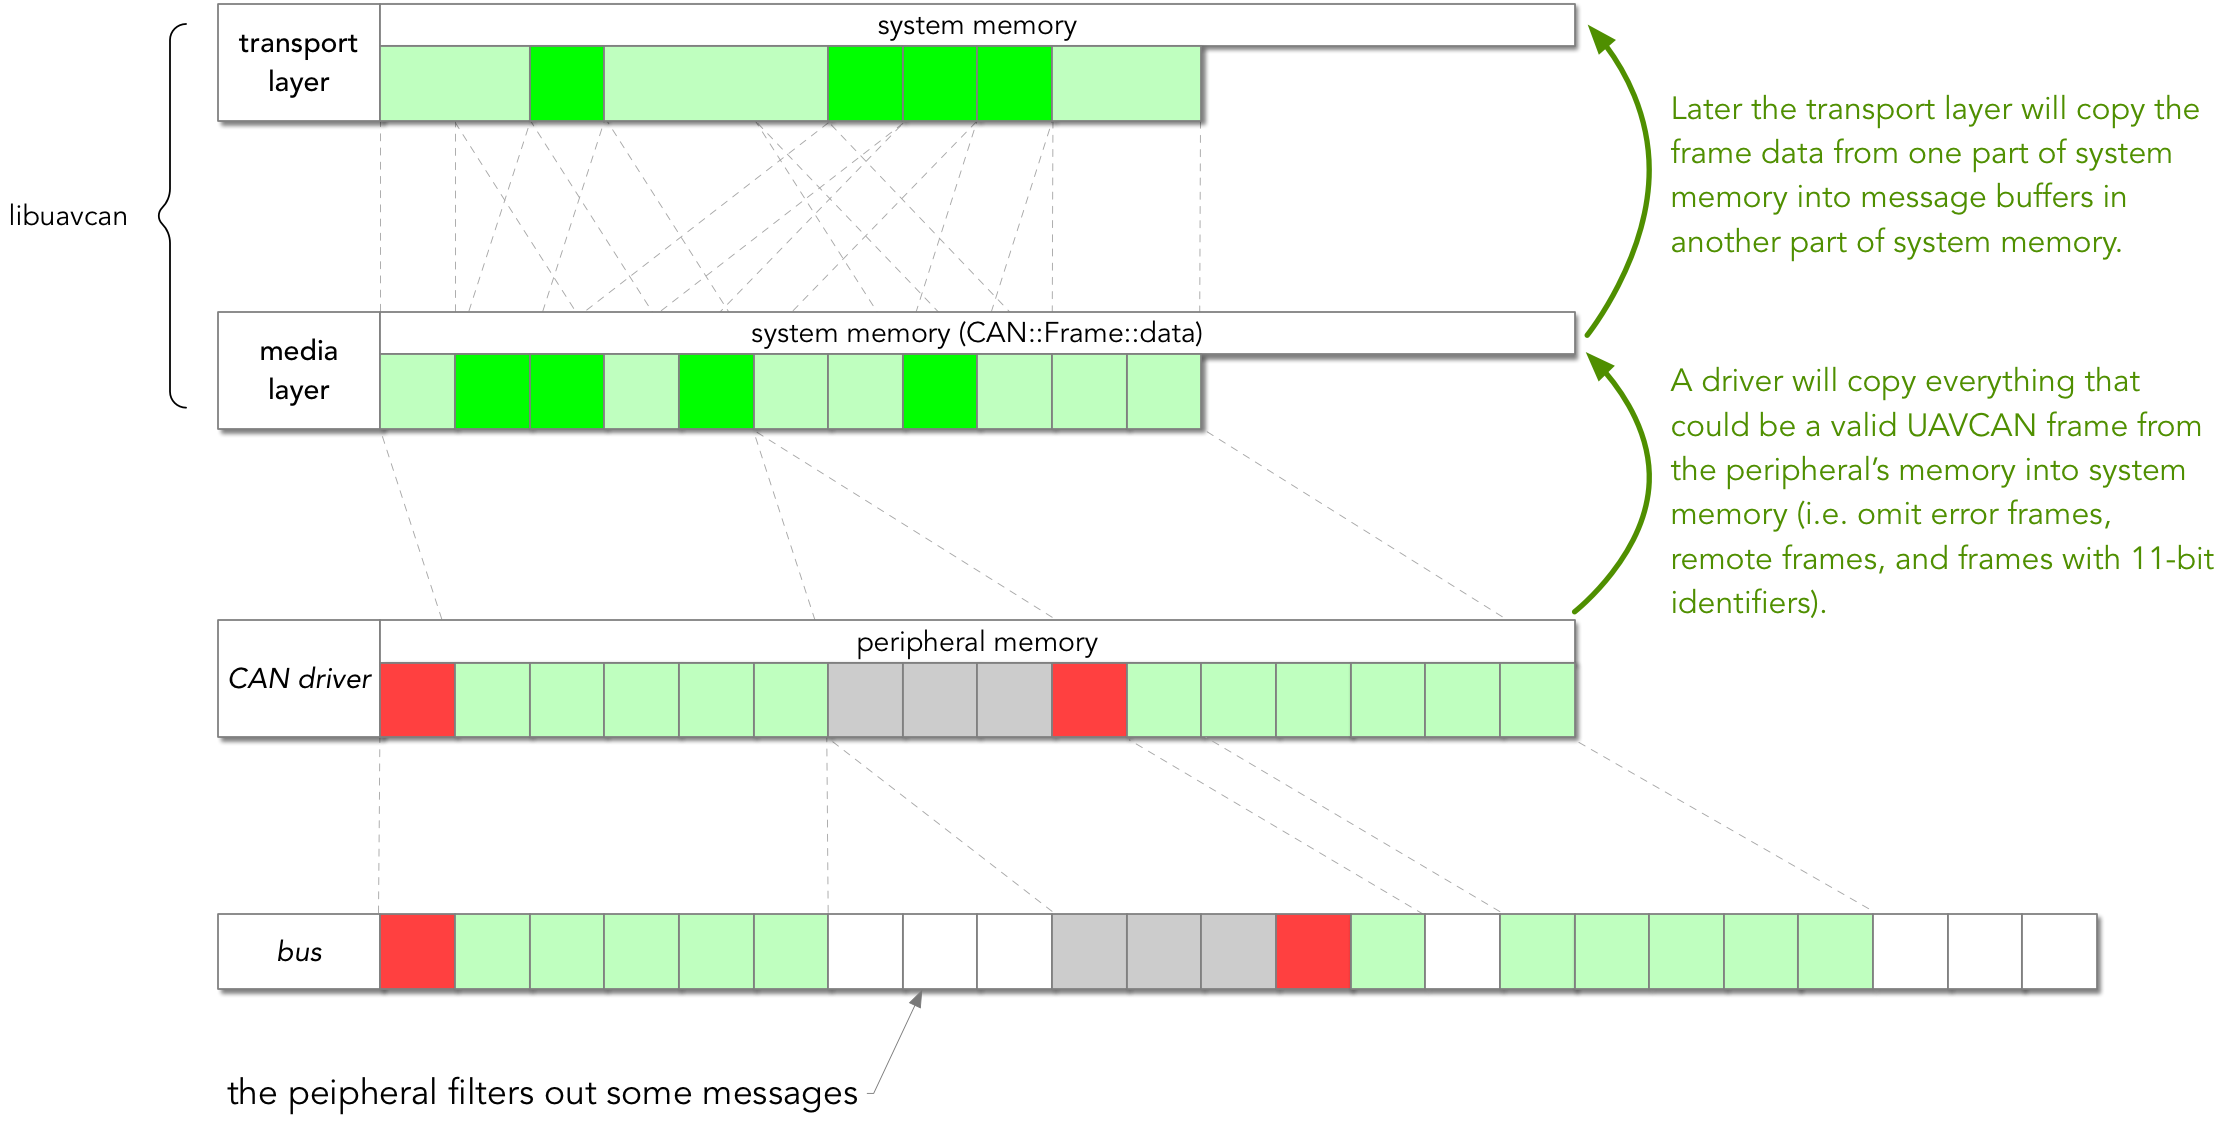 system memory
transport
layer
Later the transport layer will copy the
frame data from one part of system
memory into message buffers in
another part of system memory.
libuavcan
system memory (CAN::Frame::data)
media
layer
A driver will copy everything that
could be a valid UAVCAN frame from
the peripheral’s memory into system
memory (i.e. omit error frames,
remote frames, and frames with 11-bit
identifiers).
peripheral memory
CAN driver
bus
the peipheral filters out some messages